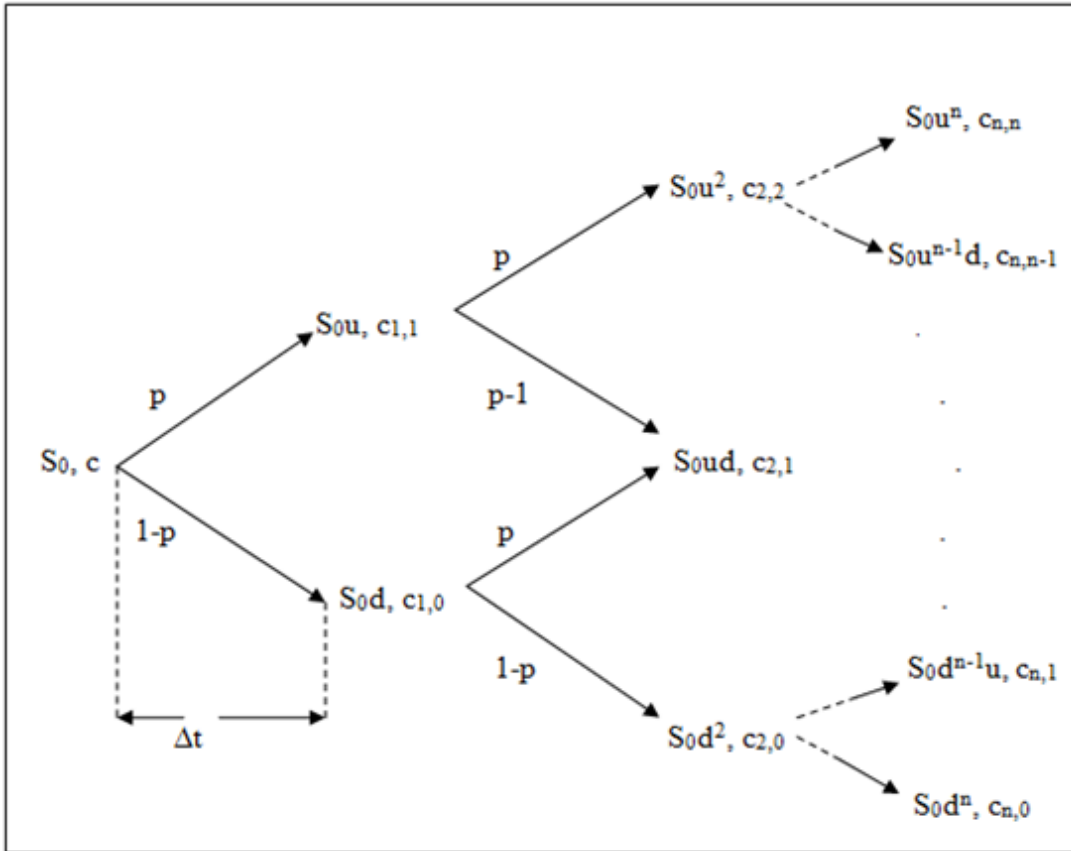 S₀uⁿ, cₙ,ₙ
S₀u², c₂,₂
p
S₀uⁿ⁻¹d, cₙ,ₙ₋₁
S₀u, c₁,₁
p
p-1
S₀, c
S₀ud, c₂,₁
1-p
p
S₀d, c₁,₀
1-p
S₀dⁿ⁻¹u, cₙ,₁
Δt
S₀d², c₂,₀
S₀dⁿ, cₙ,₀